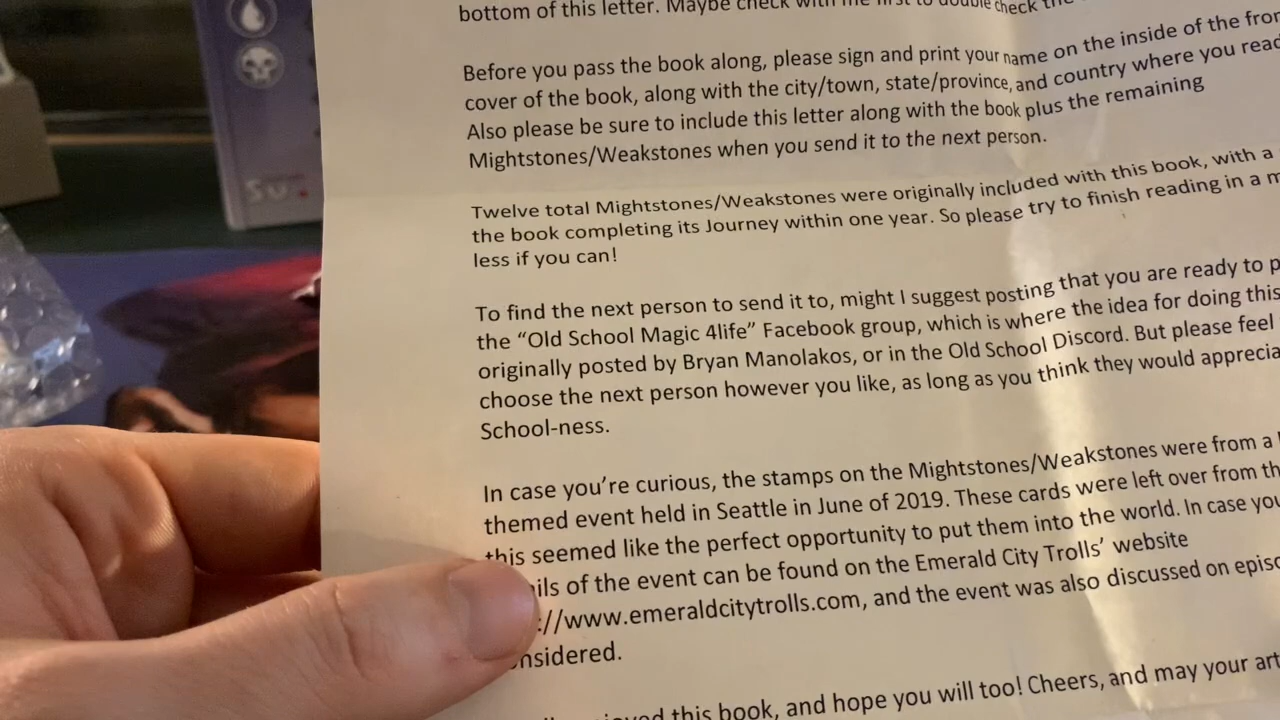 bottom of this letter. Maybe check with me first to double check the
Before you pass the book along, please sign and print your name on the inside of the fron
cover of the book, along with the city/town, state/province, and country where you read
Also please be sure to include this letter along with the book plus the remaining
Mightstones/Weakstones when you send it to the next person.
Twelve total Mightstones/Weakstones were originally included with this book, with a
the book completing its Journey within one year. So please try to finish reading in a m
less if you can!
To find the next person to send it to, might I suggest posting that you are ready to p
the “Old School Magic 4life” Facebook group, which is where the idea for doing this
originally posted by Bryan Manolakos, or in the Old School Discord. But please feel
choose the next person however you like, as long as you think they would apprecia
School-ness.
In case you’re curious, the stamps on the Mightstones/Weakstones were from a
themed event held in Seattle in June of 2019. These cards were left over from th
this seemed like the perfect opportunity to put them into the world. In case you
ils of the event can be found on the Emerald City Trolls’ website
://www.emeraldcitytrolls.com, and the event was also discussed on episo
nsidered.
this book, and hope you will too! Cheers, and may your art